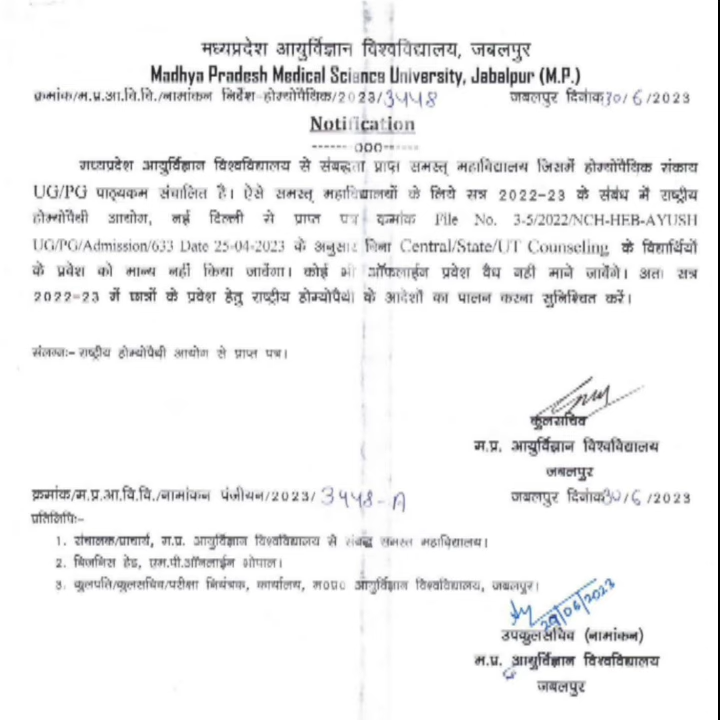 मध्यप्रदेश आयुर्विज्ञान विश्वविद्यालय, जबलपुर
Madhya Pradesh Medical Science University, Jabalpur (M.P.)
क्रमांक/म.प्र.आ.वि.वि./नामांकन निर्देश-होम्योपैथिक/2023/3448 जबलपुर दिनांक 30/6/2023
Notification
------000------
मध्यप्रदेश आयुर्विज्ञान विश्वविद्यालय से संबद्धता प्राप्त समस्त् महाविद्यालय जिसमें होम्योपैथिक संकाय
UG/PG पाठ्यकम संचालित है। ऐसे समस्त् महाविद्यालयों के लिये सत्र 2022-23 के संबंध में राष्ट्रीय
होम्योपैथी आयोग, नई दिल्ली से प्राप्त पत्र क्रमांक File No. 3-5/2022/NCH-HEB-AYUSH
UG/PG/Admission/633 Date 25-04-2023 के अनुसार बिना Central/State/UT Counseling के विद्यार्थियों
के प्रवेश को मान्य नहीं किया जावेगा। कोई भी ऑफलाईन प्रवेश वैध नही माने जावेंगे। अतः सत्र
2022-23 में छात्रों के प्रवेश हेतु राष्ट्रीय होम्योपैथी के आदेशों का पालन करना सुनिश्चित करें।
संलग्नः- राष्ट्रीय होम्योपैथी आयोग से प्राप्त पत्र।
कुलसचिव
म.प्र. आयुर्विज्ञान विश्वविद्यालय
जबलपुर
क्रमांक/म.प्र.आ.वि.वि./नामांकन पंजीयन/2023/ 3448-A जबलपुर दिनांक 30/6/2023
प्रतिलिपिः-
1. संचालक/प्राचार्य, म.प्र. आयुर्विज्ञान विश्वविद्यालय से संबद्ध समस्त महाविद्यालय।
2. बिजनिस हेड, एम.पी.ऑनलाईन भोपाल।
3. कुलपति/कुलसचिव/परीक्षा नियंत्रक, कार्यालय, म0प्र0 आयुर्विज्ञान विश्वविद्यालय, जबलपुर।
29/06/2023
उपकुलसचिव (नामांकन)
म.प्र. आयुर्विज्ञान विश्वविद्यालय
जबलपुर